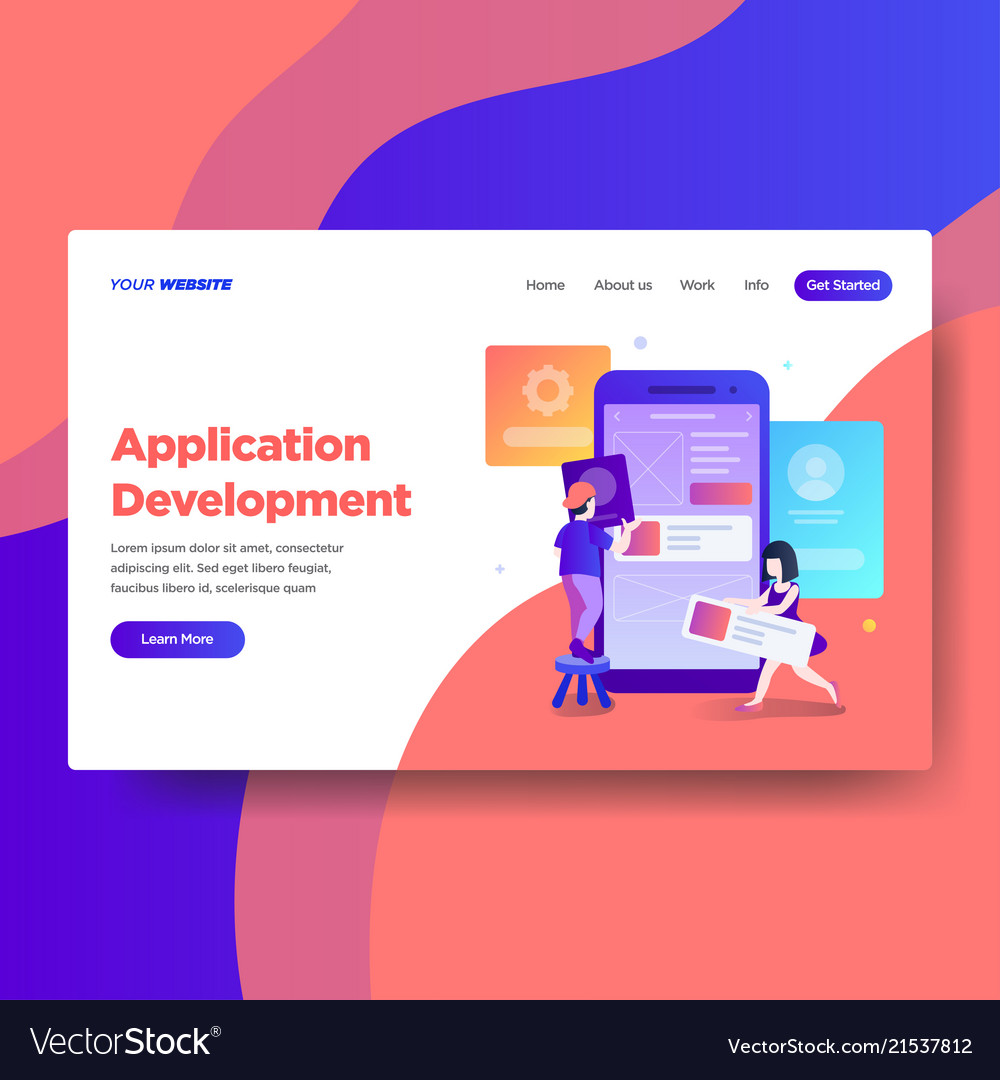 YOUR WEBSITE
Home About us Work Info Get Started
Application
Development
Lorem ipsum dolor sit amet, consectetur
adipiscing elit. Sed eget libero feugiat,
faucibus libero id, scelerisque quam
Learn More
VectorStock®
VectorStock.com/21537812